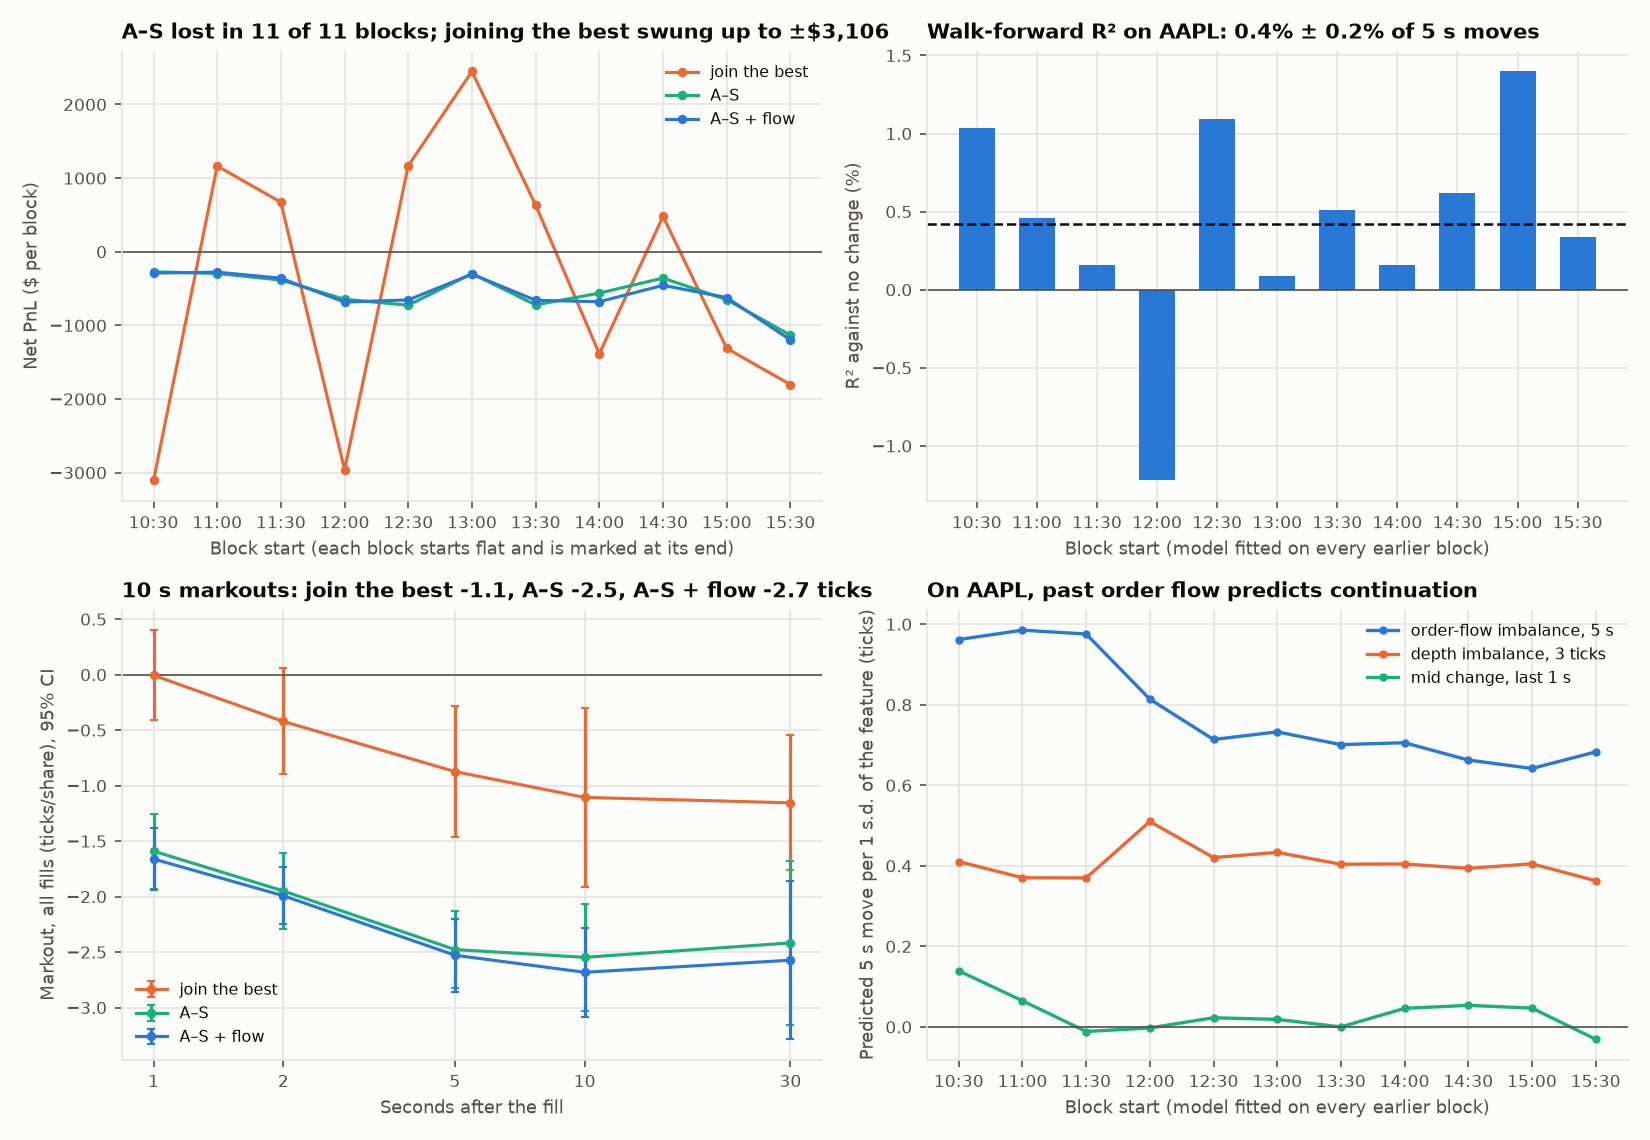 A–S lost in 11 of 11 blocks; joining the best swung up to ±$3,106
join the best
A–S
A–S + flow
2000
1000
0
−1000
−2000
−3000
Net PnL ($ per block)
10:30 11:00 11:30 12:00 12:30 13:00 13:30 14:00 14:30 15:00 15:30
Block start (each block starts flat and is marked at its end)
Walk-forward R² on AAPL: 0.4% ± 0.2% of 5 s moves
1.5
1.0
0.5
0.0
−0.5
−1.0
R² against no change (%)
10:30 11:00 11:30 12:00 12:30 13:00 13:30 14:00 14:30 15:00 15:30
Block start (model fitted on every earlier block)
10 s markouts: join the best -1.1, A–S -2.5, A–S + flow -2.7 ticks
0.5
0.0
−0.5
−1.0
−1.5
−2.0
−2.5
−3.0
Markout, all fills (ticks/share), 95% CI
join the best
A–S
A–S + flow
1 2 5 10 30
Seconds after the fill
On AAPL, past order flow predicts continuation
order-flow imbalance, 5 s
depth imbalance, 3 ticks
mid change, last 1 s
1.0
0.8
0.6
0.4
0.2
0.0
Predicted 5 s move per 1 s.d. of the feature (ticks)
10:30 11:00 11:30 12:00 12:30 13:00 13:30 14:00 14:30 15:00 15:30
Block start (model fitted on every earlier block)